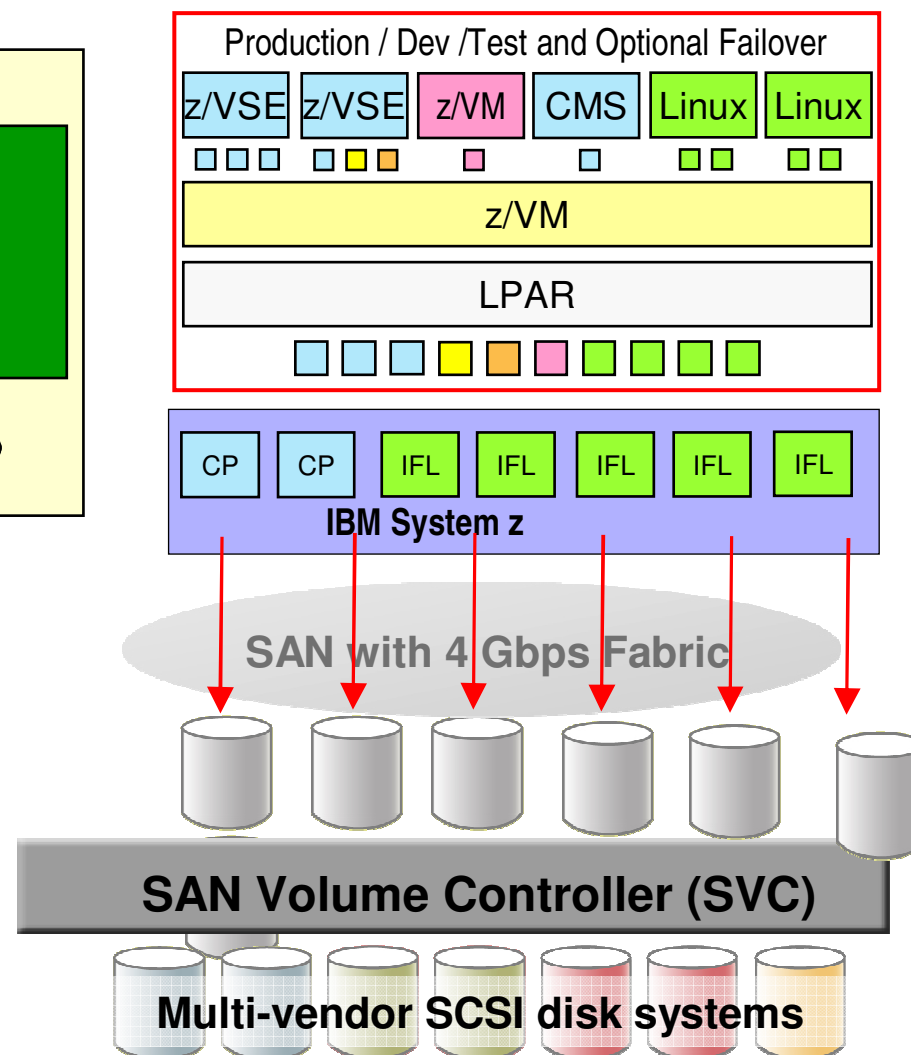 Production / Dev /Test and Optional Failover
z/VSE z/VSE z/VM CMS Linux Linux
z/VM
LPAR
CP CP IFL IFL IFL IFL IFL
IBM System z
SAN with 4 Gbps Fabric
SAN Volume Controller (SVC)
Multi-vendor SCSI disk systems